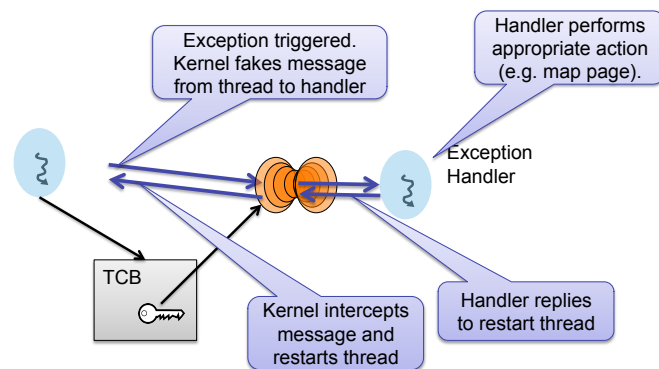 Exception triggered.
Kernel fakes message
from thread to handler
Handler performs
appropriate action
(e.g. map page).
Exception
Handler
TCB
Kernel intercepts
message and
restarts thread
Handler replies
to restart thread